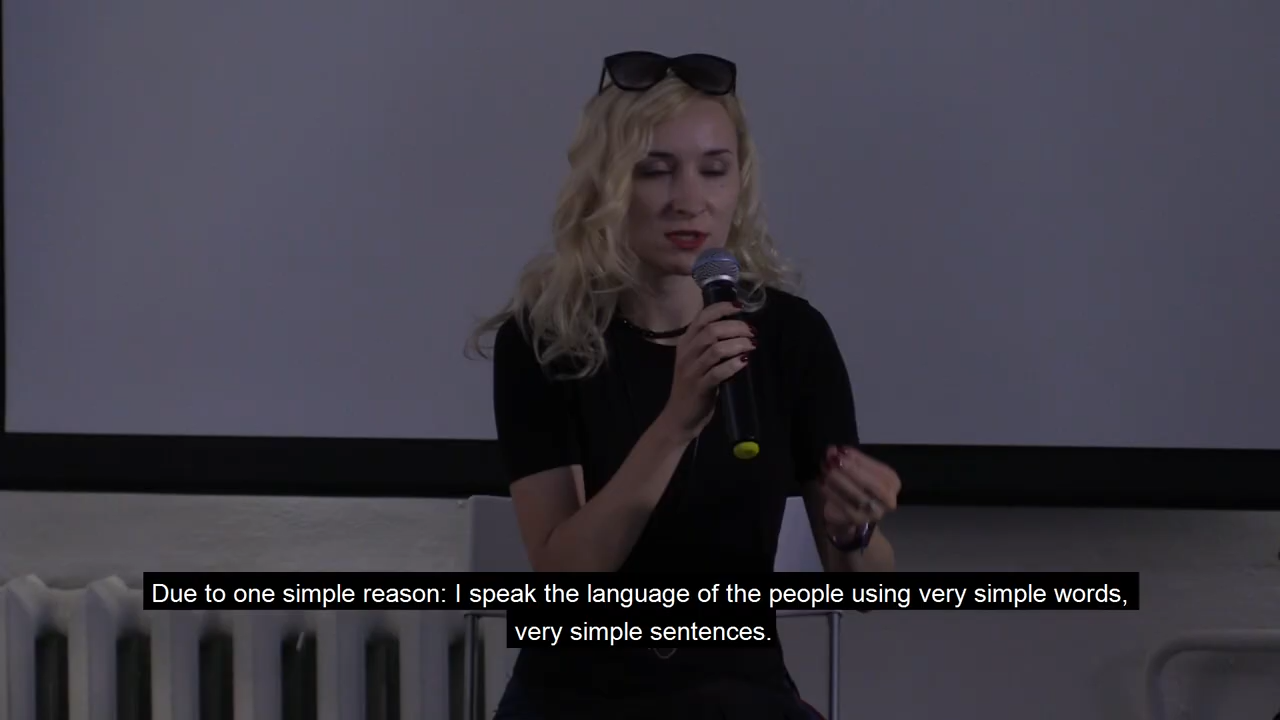 Due to one simple reason: I speak the language of the people using very simple words,
very simple sentences.